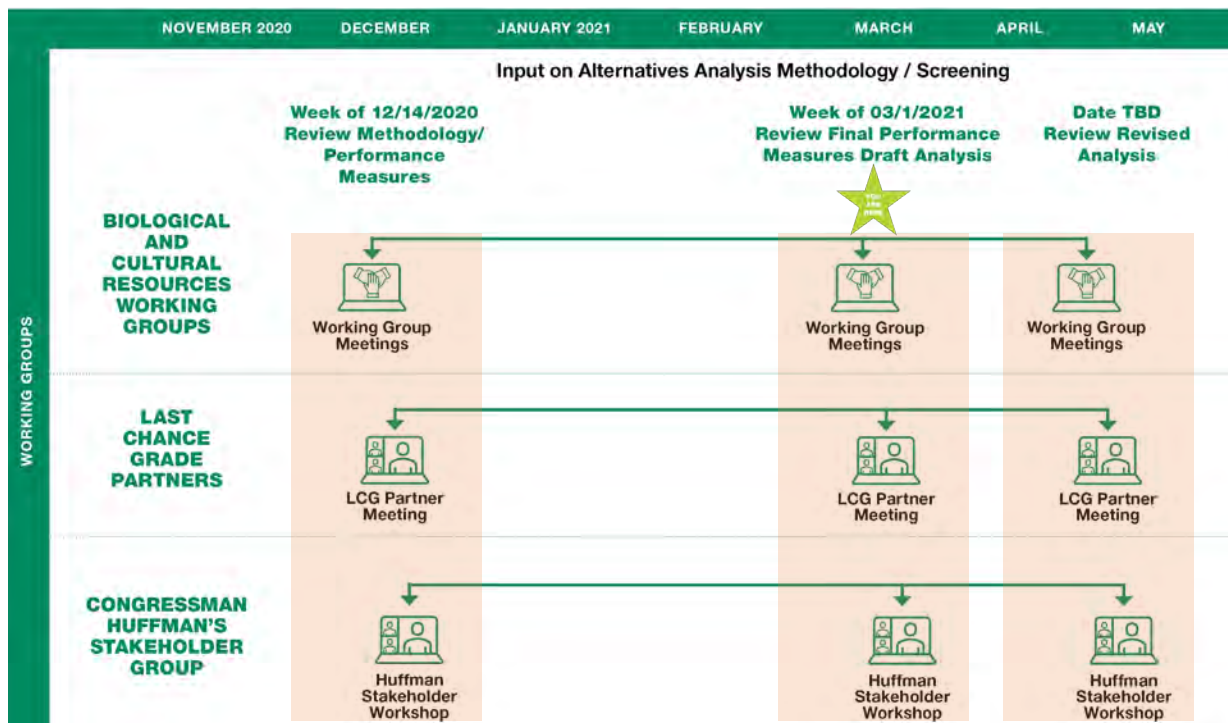 NOVEMBER 2020 DECEMBER JANUARY 2021 FEBRUARY MARCH APRIL MAY
Input on Alternatives Analysis Methodology / Screening
Week of 12/14/2020
Review Methodology/
Performance
Measures
Week of 03/1/2021
Review Final Performance
Measures Draft Analysis
Date TBD
Review Revised
Analysis
YOU
ARE
HERE
WORKING GROUPS
BIOLOGICAL
AND
CULTURAL
RESOURCES
WORKING
GROUPS
Working Group
Meetings
Working Group
Meetings
Working Group
Meetings
LAST
CHANCE
GRADE
PARTNERS
LCG Partner
Meeting
LCG Partner
Meeting
LCG Partner
Meeting
CONGRESSMAN
HUFFMAN'S
STAKEHOLDER
GROUP
Huffman
Stakeholder
Workshop
Huffman
Stakeholder
Workshop
Huffman
Stakeholder
Workshop